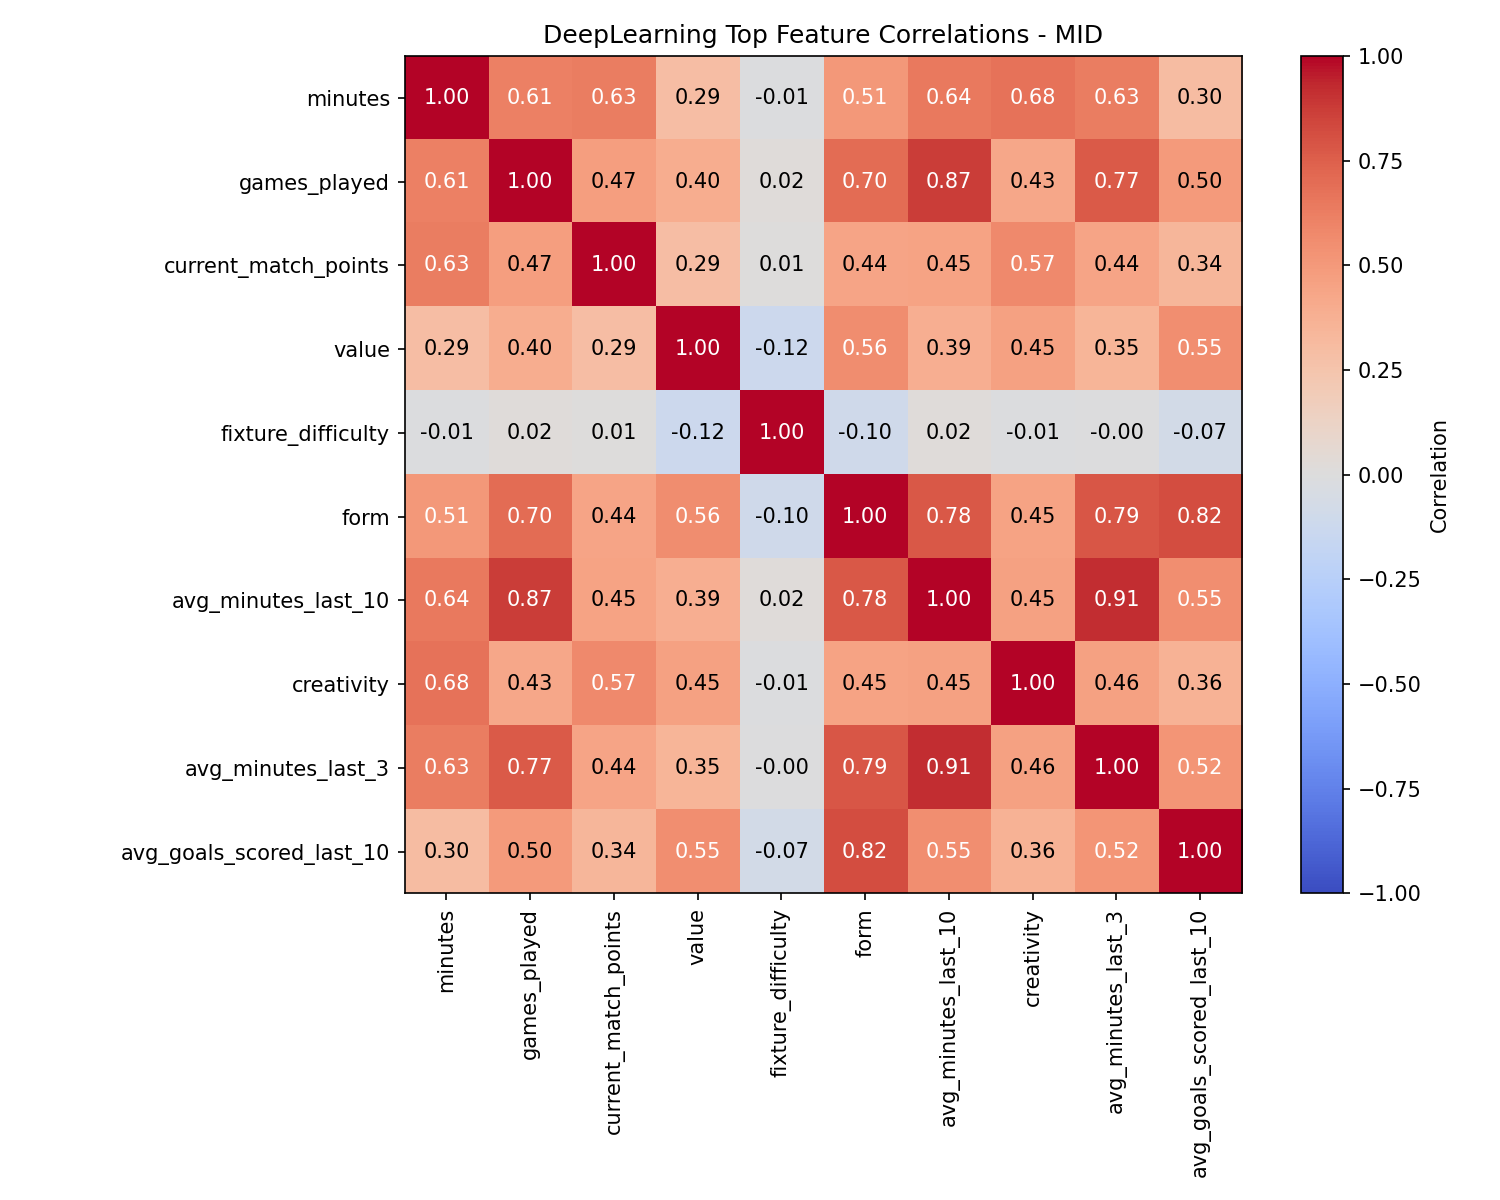 DeepLearning Top Feature Correlations - MID
minutes 1.00 0.61 0.63 0.29 -0.01 0.51 0.64 0.68 0.63 0.30
games_played 0.61 1.00 0.47 0.40 0.02 0.70 0.87 0.43 0.77 0.50
current_match_points 0.63 0.47 1.00 0.29 0.01 0.44 0.45 0.57 0.44 0.34
value 0.29 0.40 0.29 1.00 -0.12 0.56 0.39 0.45 0.35 0.55
fixture_difficulty -0.01 0.02 0.01 -0.12 1.00 -0.10 0.02 -0.01 -0.00 -0.07
form 0.51 0.70 0.44 0.56 -0.10 1.00 0.78 0.45 0.79 0.82
avg_minutes_last_10 0.64 0.87 0.45 0.39 0.02 0.78 1.00 0.45 0.91 0.55
creativity 0.68 0.43 0.57 0.45 -0.01 0.45 0.45 1.00 0.46 0.36
avg_minutes_last_3 0.63 0.77 0.44 0.35 -0.00 0.79 0.91 0.46 1.00 0.52
avg_goals_scored_last_10 0.30 0.50 0.34 0.55 -0.07 0.82 0.55 0.36 0.52 1.00
minutes
games_played
current_match_points
value
fixture_difficulty
form
avg_minutes_last_10
creativity
avg_minutes_last_3
avg_goals_scored_last_10
1.00
0.75
0.50
0.25
0.00
−0.25
−0.50
−0.75
−1.00
Correlation